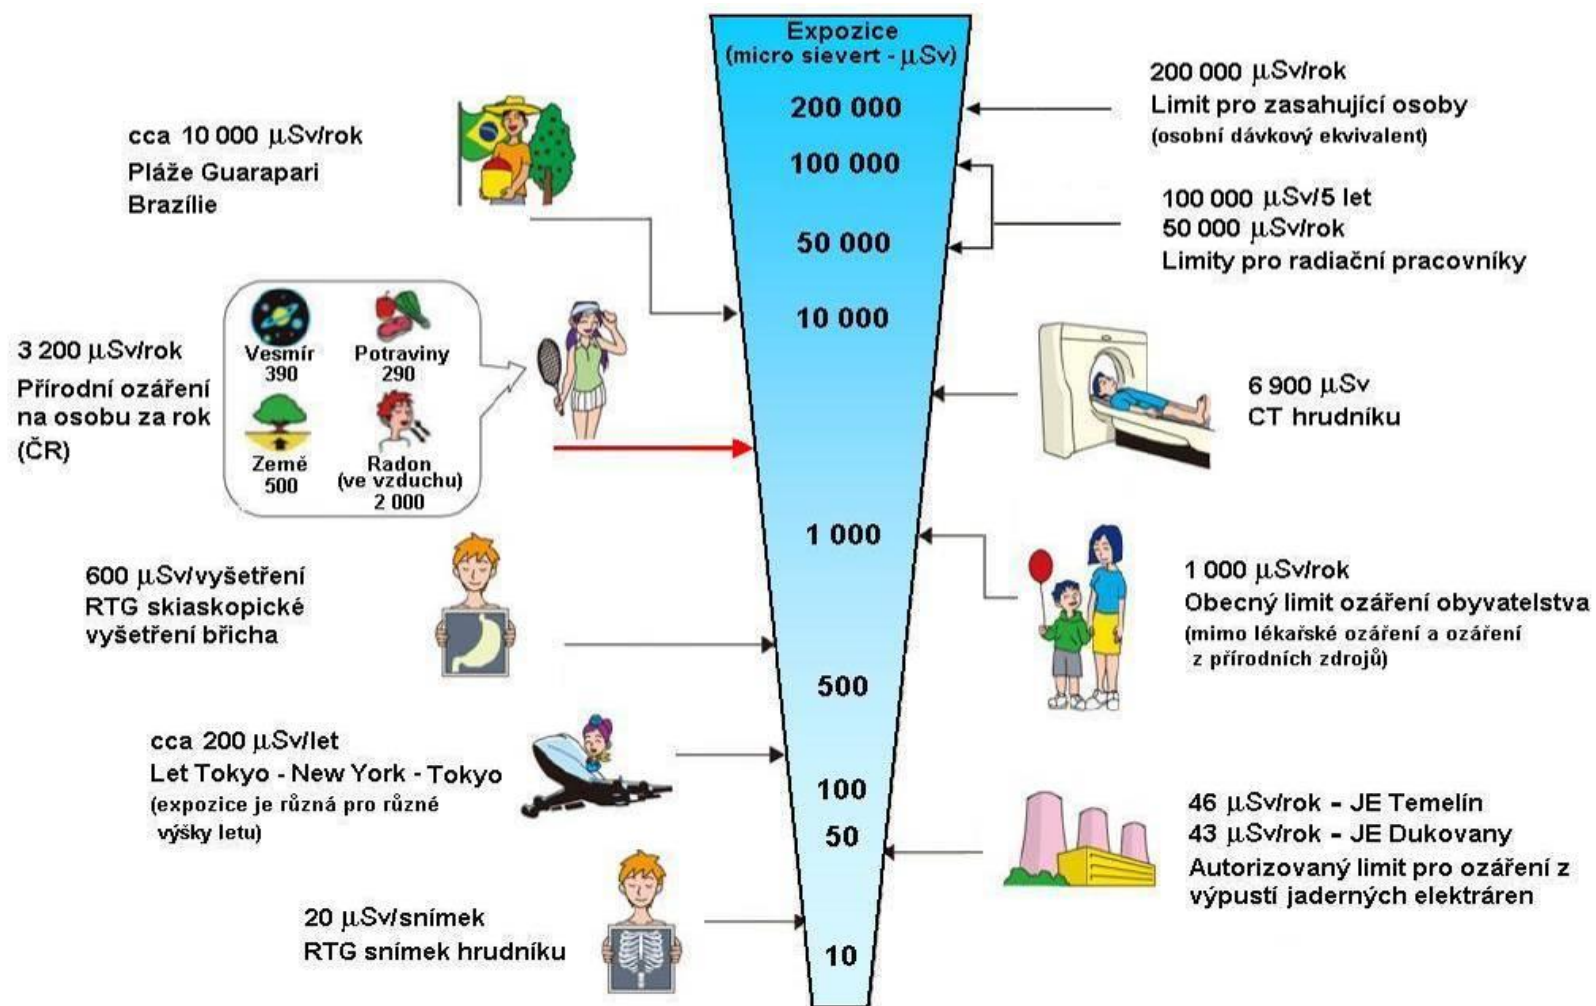 Expozice
(micro sievert - µSv)
200 000
100 000
50 000
10 000
1 000
500
100
50
10
cca 10 000 µSv/rok
Pláže Guarapari
Brazílie
3 200 µSv/rok
Přírodní ozáření
na osobu za rok
(ČR)
Vesmír
390
Potraviny
290
Země
500
Radon
(ve vzduchu)
2 000
600 µSv/vyšetření
RTG skiaskopické
vyšetření břicha
cca 200 µSv/let
Let Tokyo - New York - Tokyo
(expozice je různá pro různé
výšky letu)
20 µSv/snímek
RTG snímek hrudníku
200 000 µSv/rok
Limit pro zasahující osoby
(osobní dávkový ekvivalent)
100 000 µSv/5 let
50 000 µSv/rok
Limity pro radiační pracovníky
6 900 µSv
CT hrudníku
1 000 µSv/rok
Obecný limit ozáření obyvatelstva
(mimo lékařské ozáření a ozáření
z přírodních zdrojů)
46 µSv/rok - JE Temelín
43 µSv/rok - JE Dukovany
Autorizovaný limit pro ozáření z
výpustí jaderných elektráren